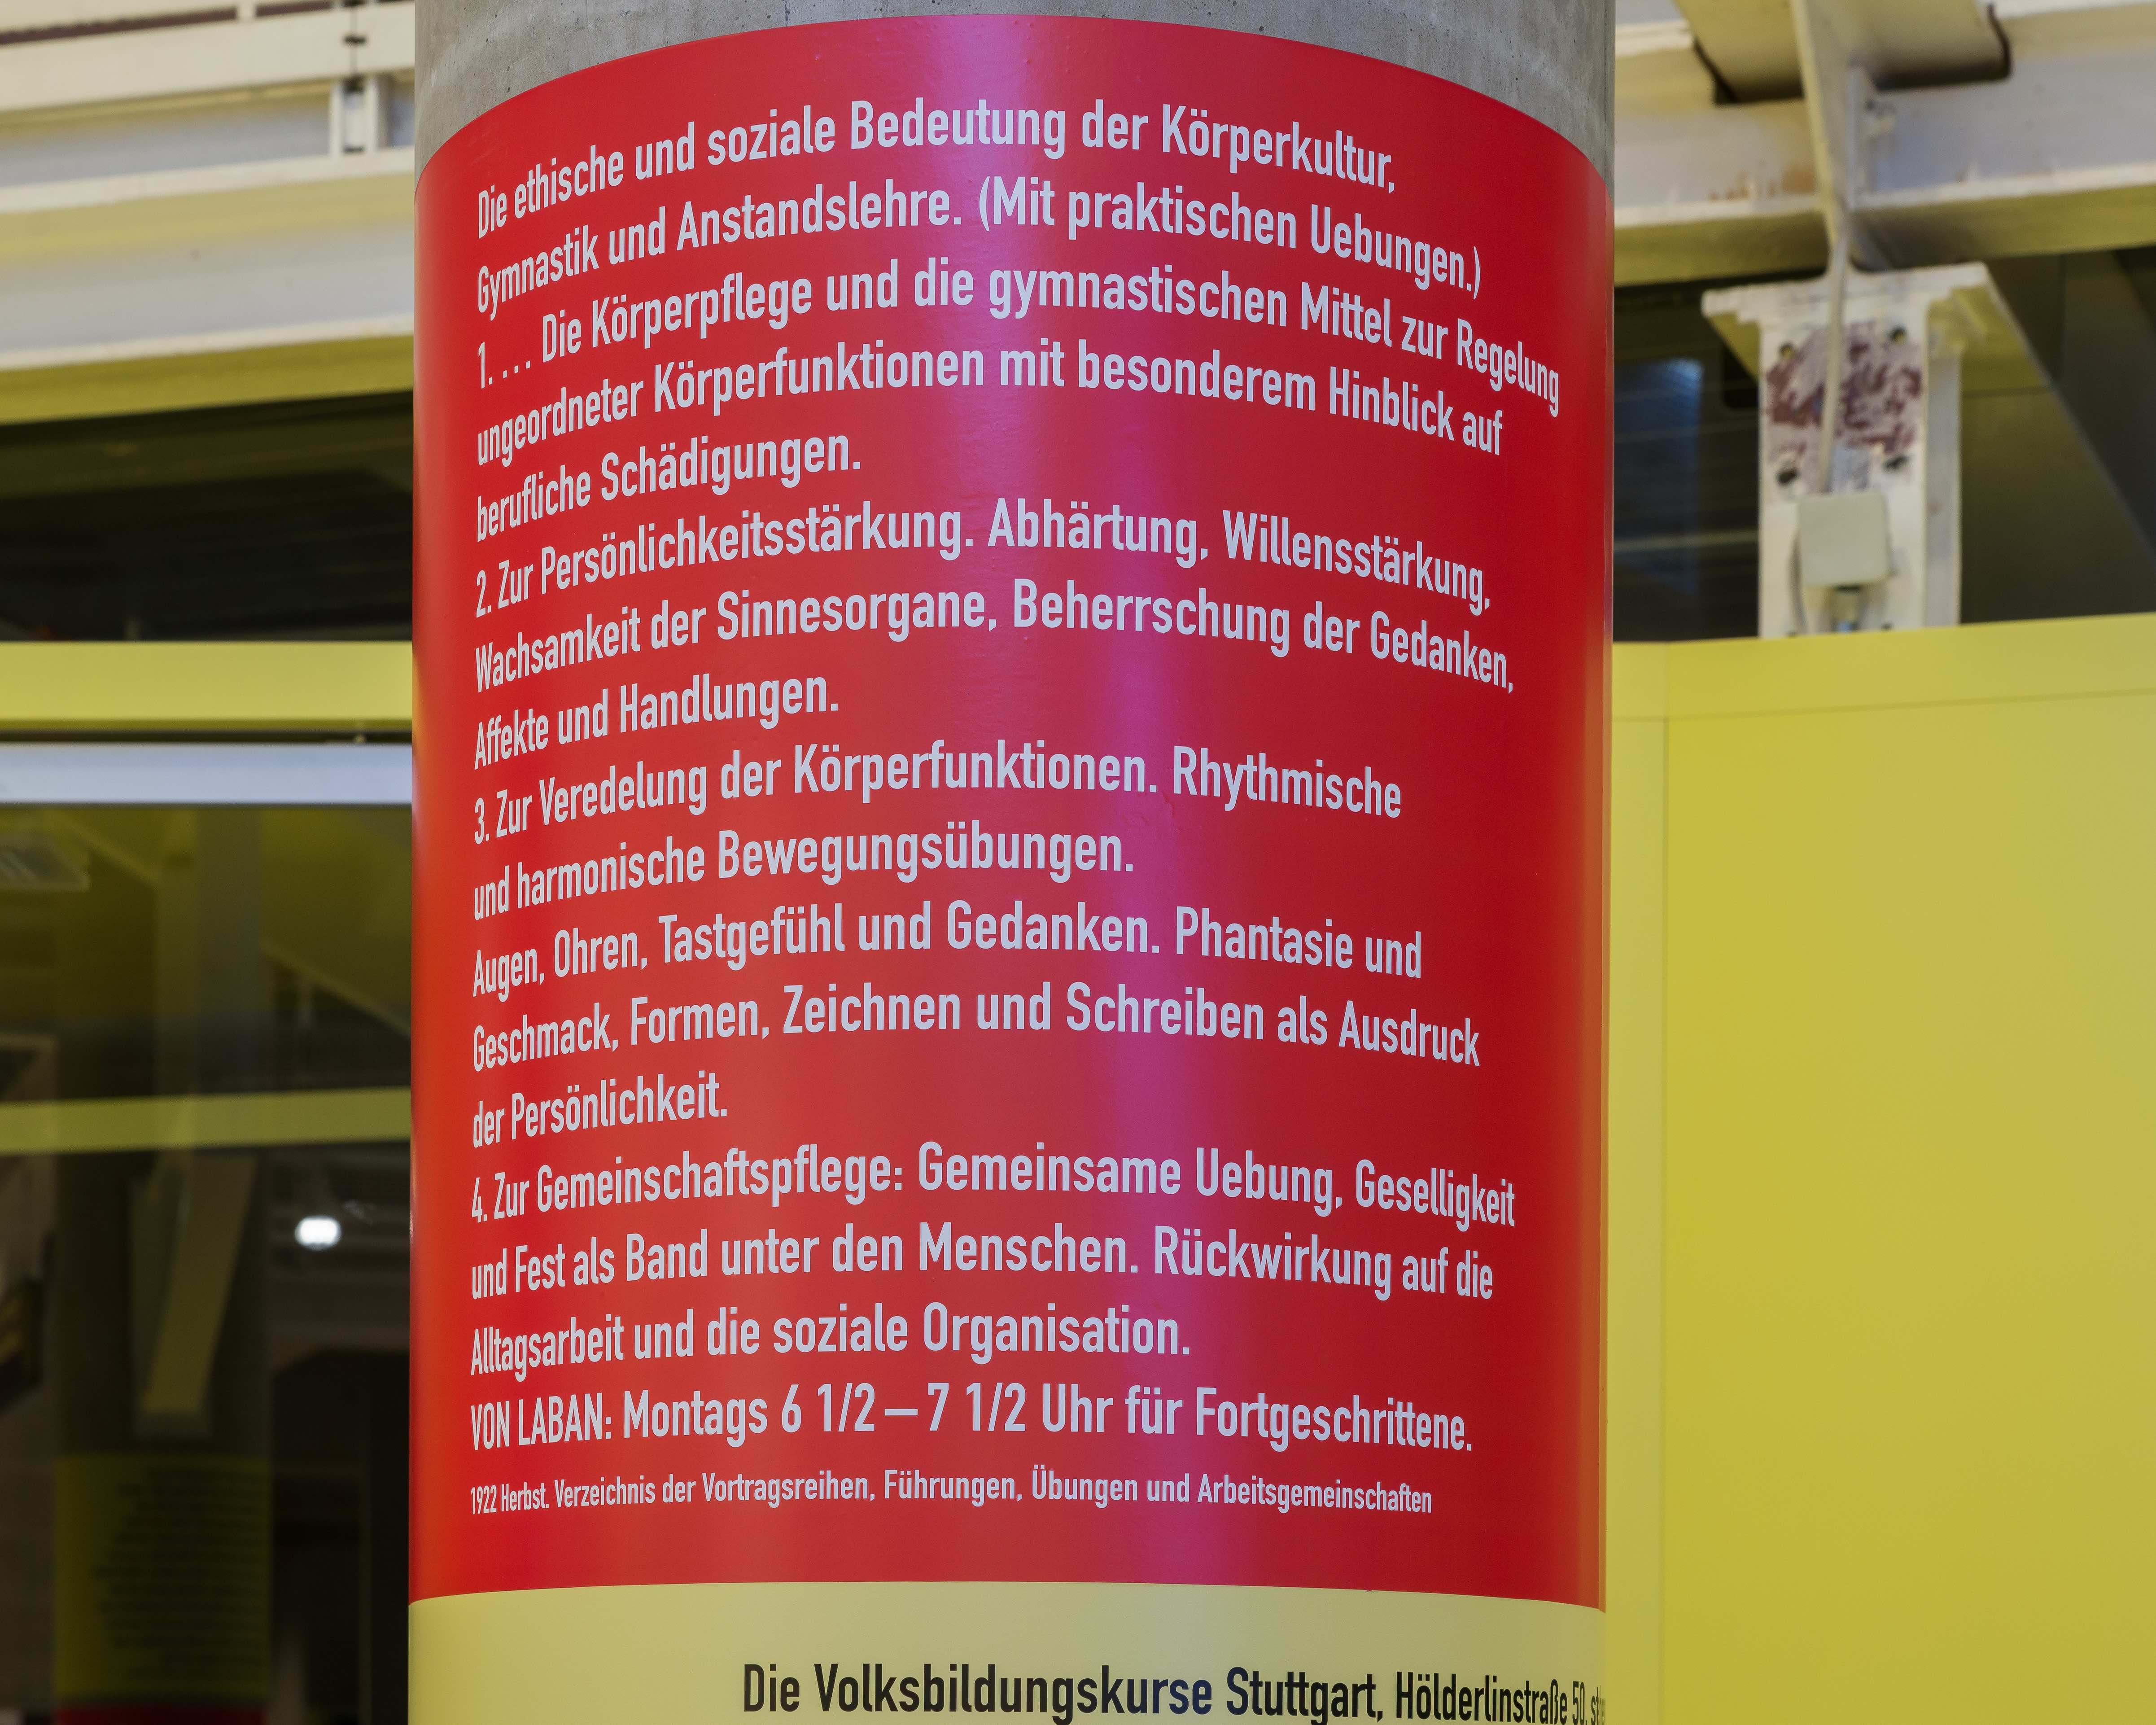 Die ethische und soziale Bedeutung der Körperkultur,
Gymnastik und Anstandslehre. (Mit praktischen Uebungen.)
1. ... Die Körperpflege und die gymnastischen Mittel zur Regelung
ungeordneter Körperfunktionen mit besonderem Hinblick auf
berufliche Schädigungen.
2. Zur Persönlichkeitsstärkung. Abhärtung, Willensstärkung,
Wachsamkeit der Sinnesorgane, Beherrschung der Gedanken,
Affekte und Handlungen.
3. Zur Veredelung der Körperfunktionen. Rhythmische
und harmonische Bewegungsübungen.
Augen, Ohren, Tastgefühl und Gedanken. Phantasie und
Geschmack, Formen, Zeichnen und Schreiben als Ausdruck
der Persönlichkeit.
4. Zur Gemeinschaftspflege: Gemeinsame Uebung, Geselligkeit
und Fest als Band unter den Menschen. Rückwirkung auf die
Alltagsarbeit und die soziale Organisation.
VON LABAN: Montags 6 1/2 – 7 1/2 Uhr für Fortgeschrittene.
1922 Herbst. Verzeichnis der Vortragsreihen, Führungen, Übungen und Arbeitsgemeinschaften
Die Volksbildungskurse Stuttgart, Hölderlinstraße 50,